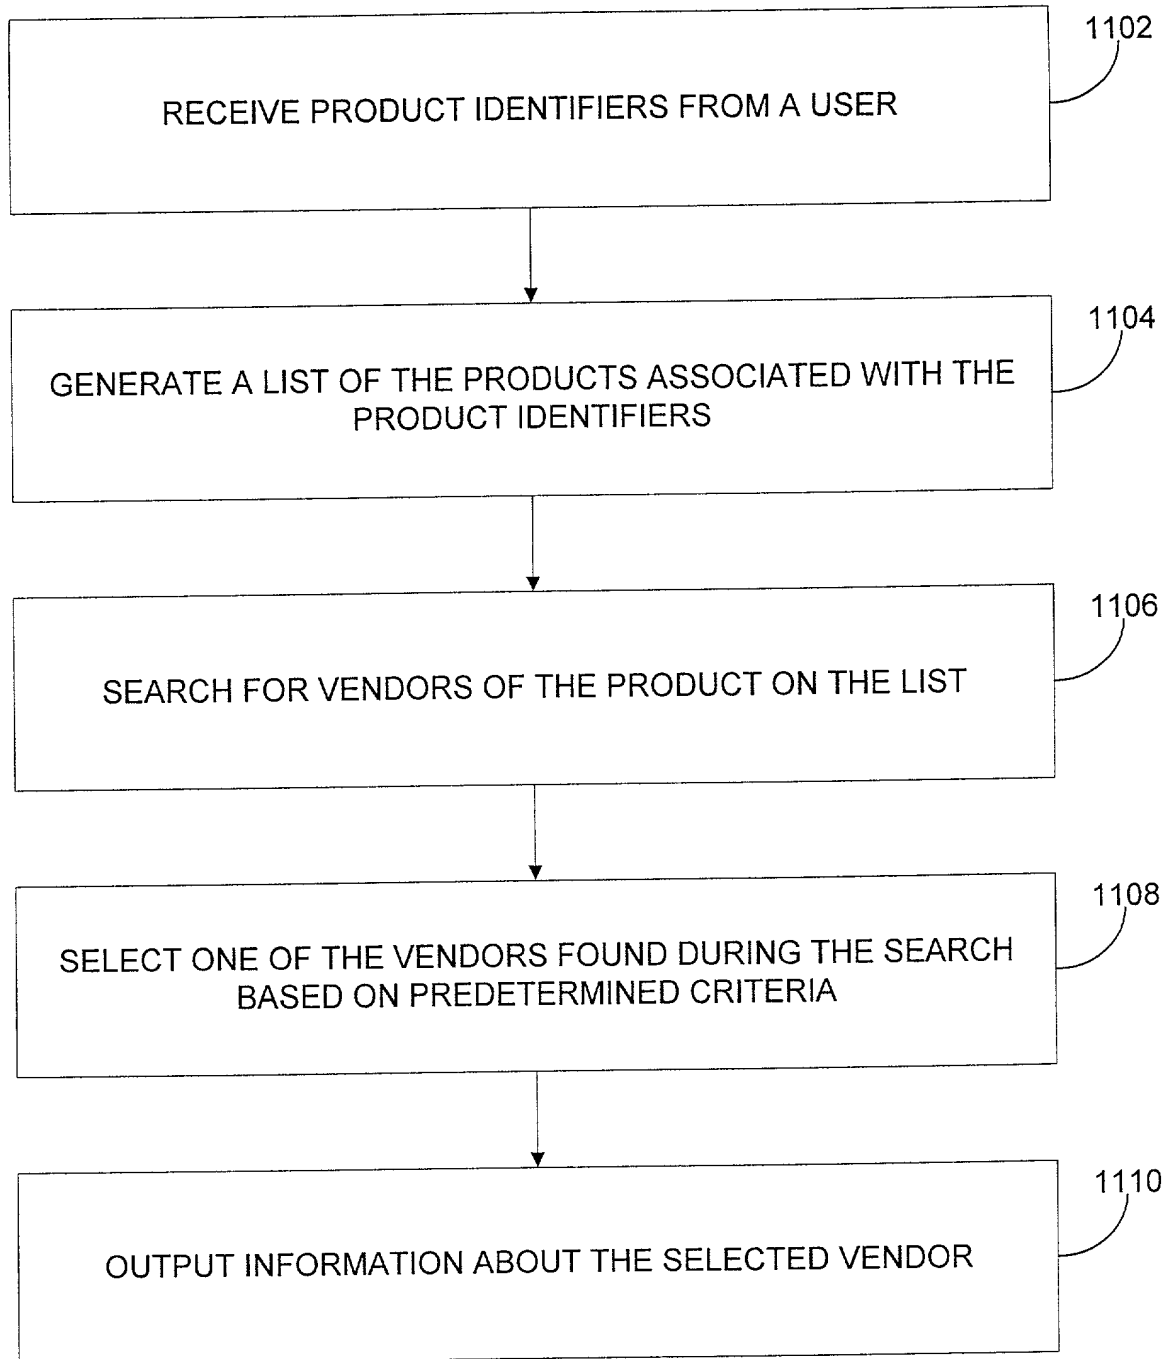 1102
RECEIVE PRODUCT IDENTIFIERS FROM A USER
1104
GENERATE A LIST OF THE PRODUCTS ASSOCIATED WITH THE
PRODUCT IDENTIFIERS
1106
SEARCH FOR VENDORS OF THE PRODUCT ON THE LIST
1108
SELECT ONE OF THE VENDORS FOUND DURING THE SEARCH
BASED ON PREDETERMINED CRITERIA
1110
OUTPUT INFORMATION ABOUT THE SELECTED VENDOR